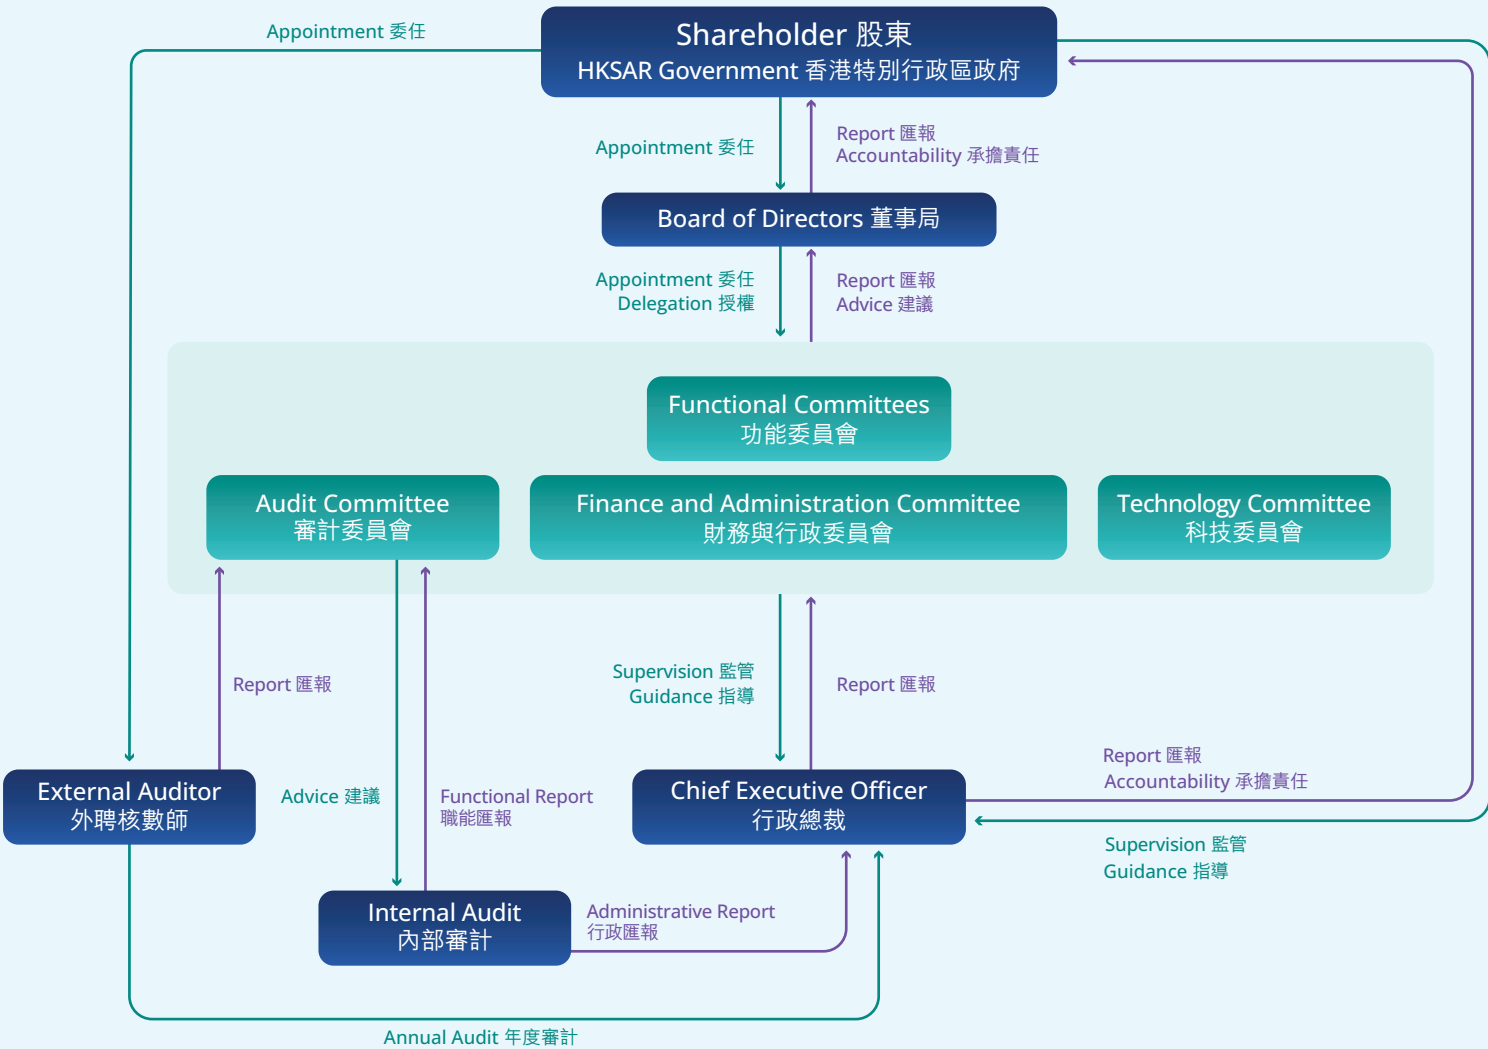 Appointment 委任
Shareholder 股東
HKSAR Government 香港特別行政區政府
Appointment 委任
Report 匯報
Accountability 承擔責任
Board of Directors 董事局
Appointment 委任
Delegation 授權
Report 匯報
Advice 建議
Functional Committees
功能委員會
Audit Committee
審計委員會
Finance and Administration Committee
財務與行政委員會
Technology Committee
科技委員會
Report 匯報
Supervision 監管
Guidance 指導
Report 匯報
Report 匯報
Accountability 承擔責任
External Auditor
外聘核數師
Advice 建議
Functional Report
職能匯報
Chief Executive Officer
行政總裁
Supervision 監管
Guidance 指導
Internal Audit
內部審計
Administrative Report
行政匯報
Annual Audit 年度審計